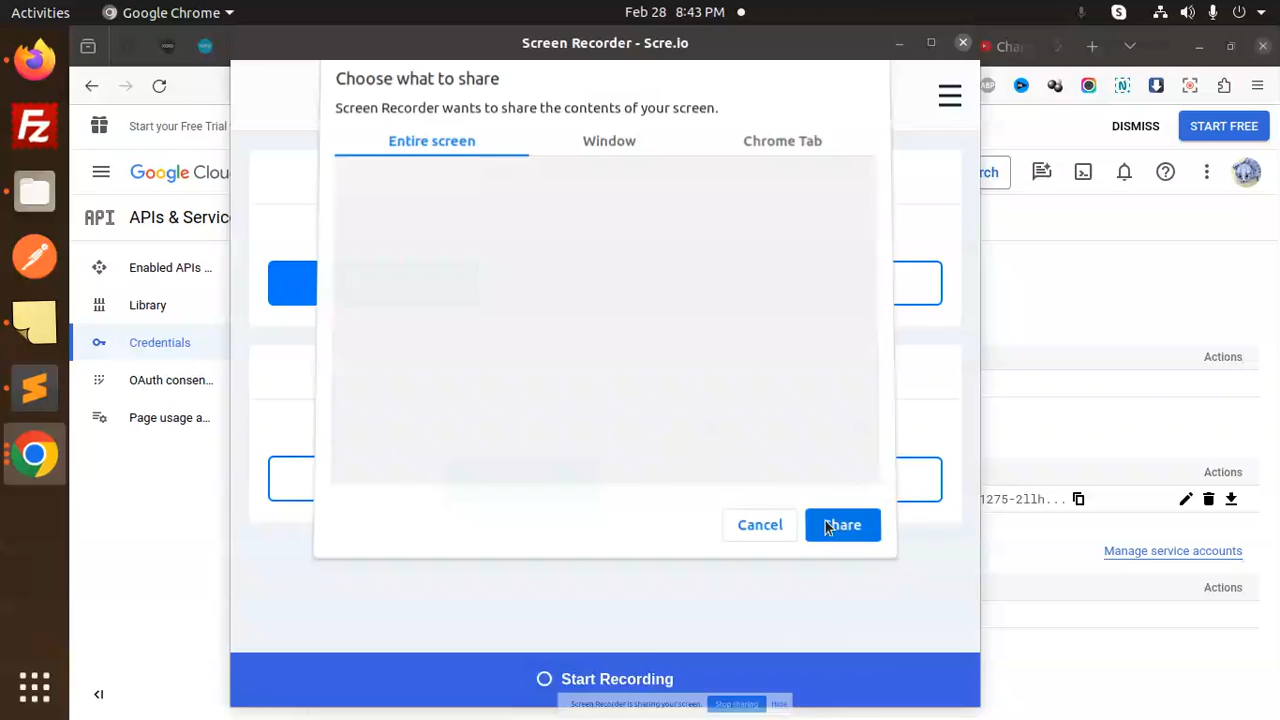 Activities
Google Chrome
Feb 28 8:43 PM
Screen Recorder - Scre.io
Cha
Choose what to share
Screen Recorder wants to share the contents of your screen.
Entire screen
Window
Chrome Tab
Start your Free Trial
DISMISS
START FREE
Google Clou
rch
API APIs & Servic
Enabled APIs ...
Library
Credentials
OAuth consen...
Page usage a...
Actions
Actions
1275-2llh...
Manage service accounts
Actions
Cancel
Share
Start Recording
Screen Recorder is sharing your screen.
Stop sharing
Hide